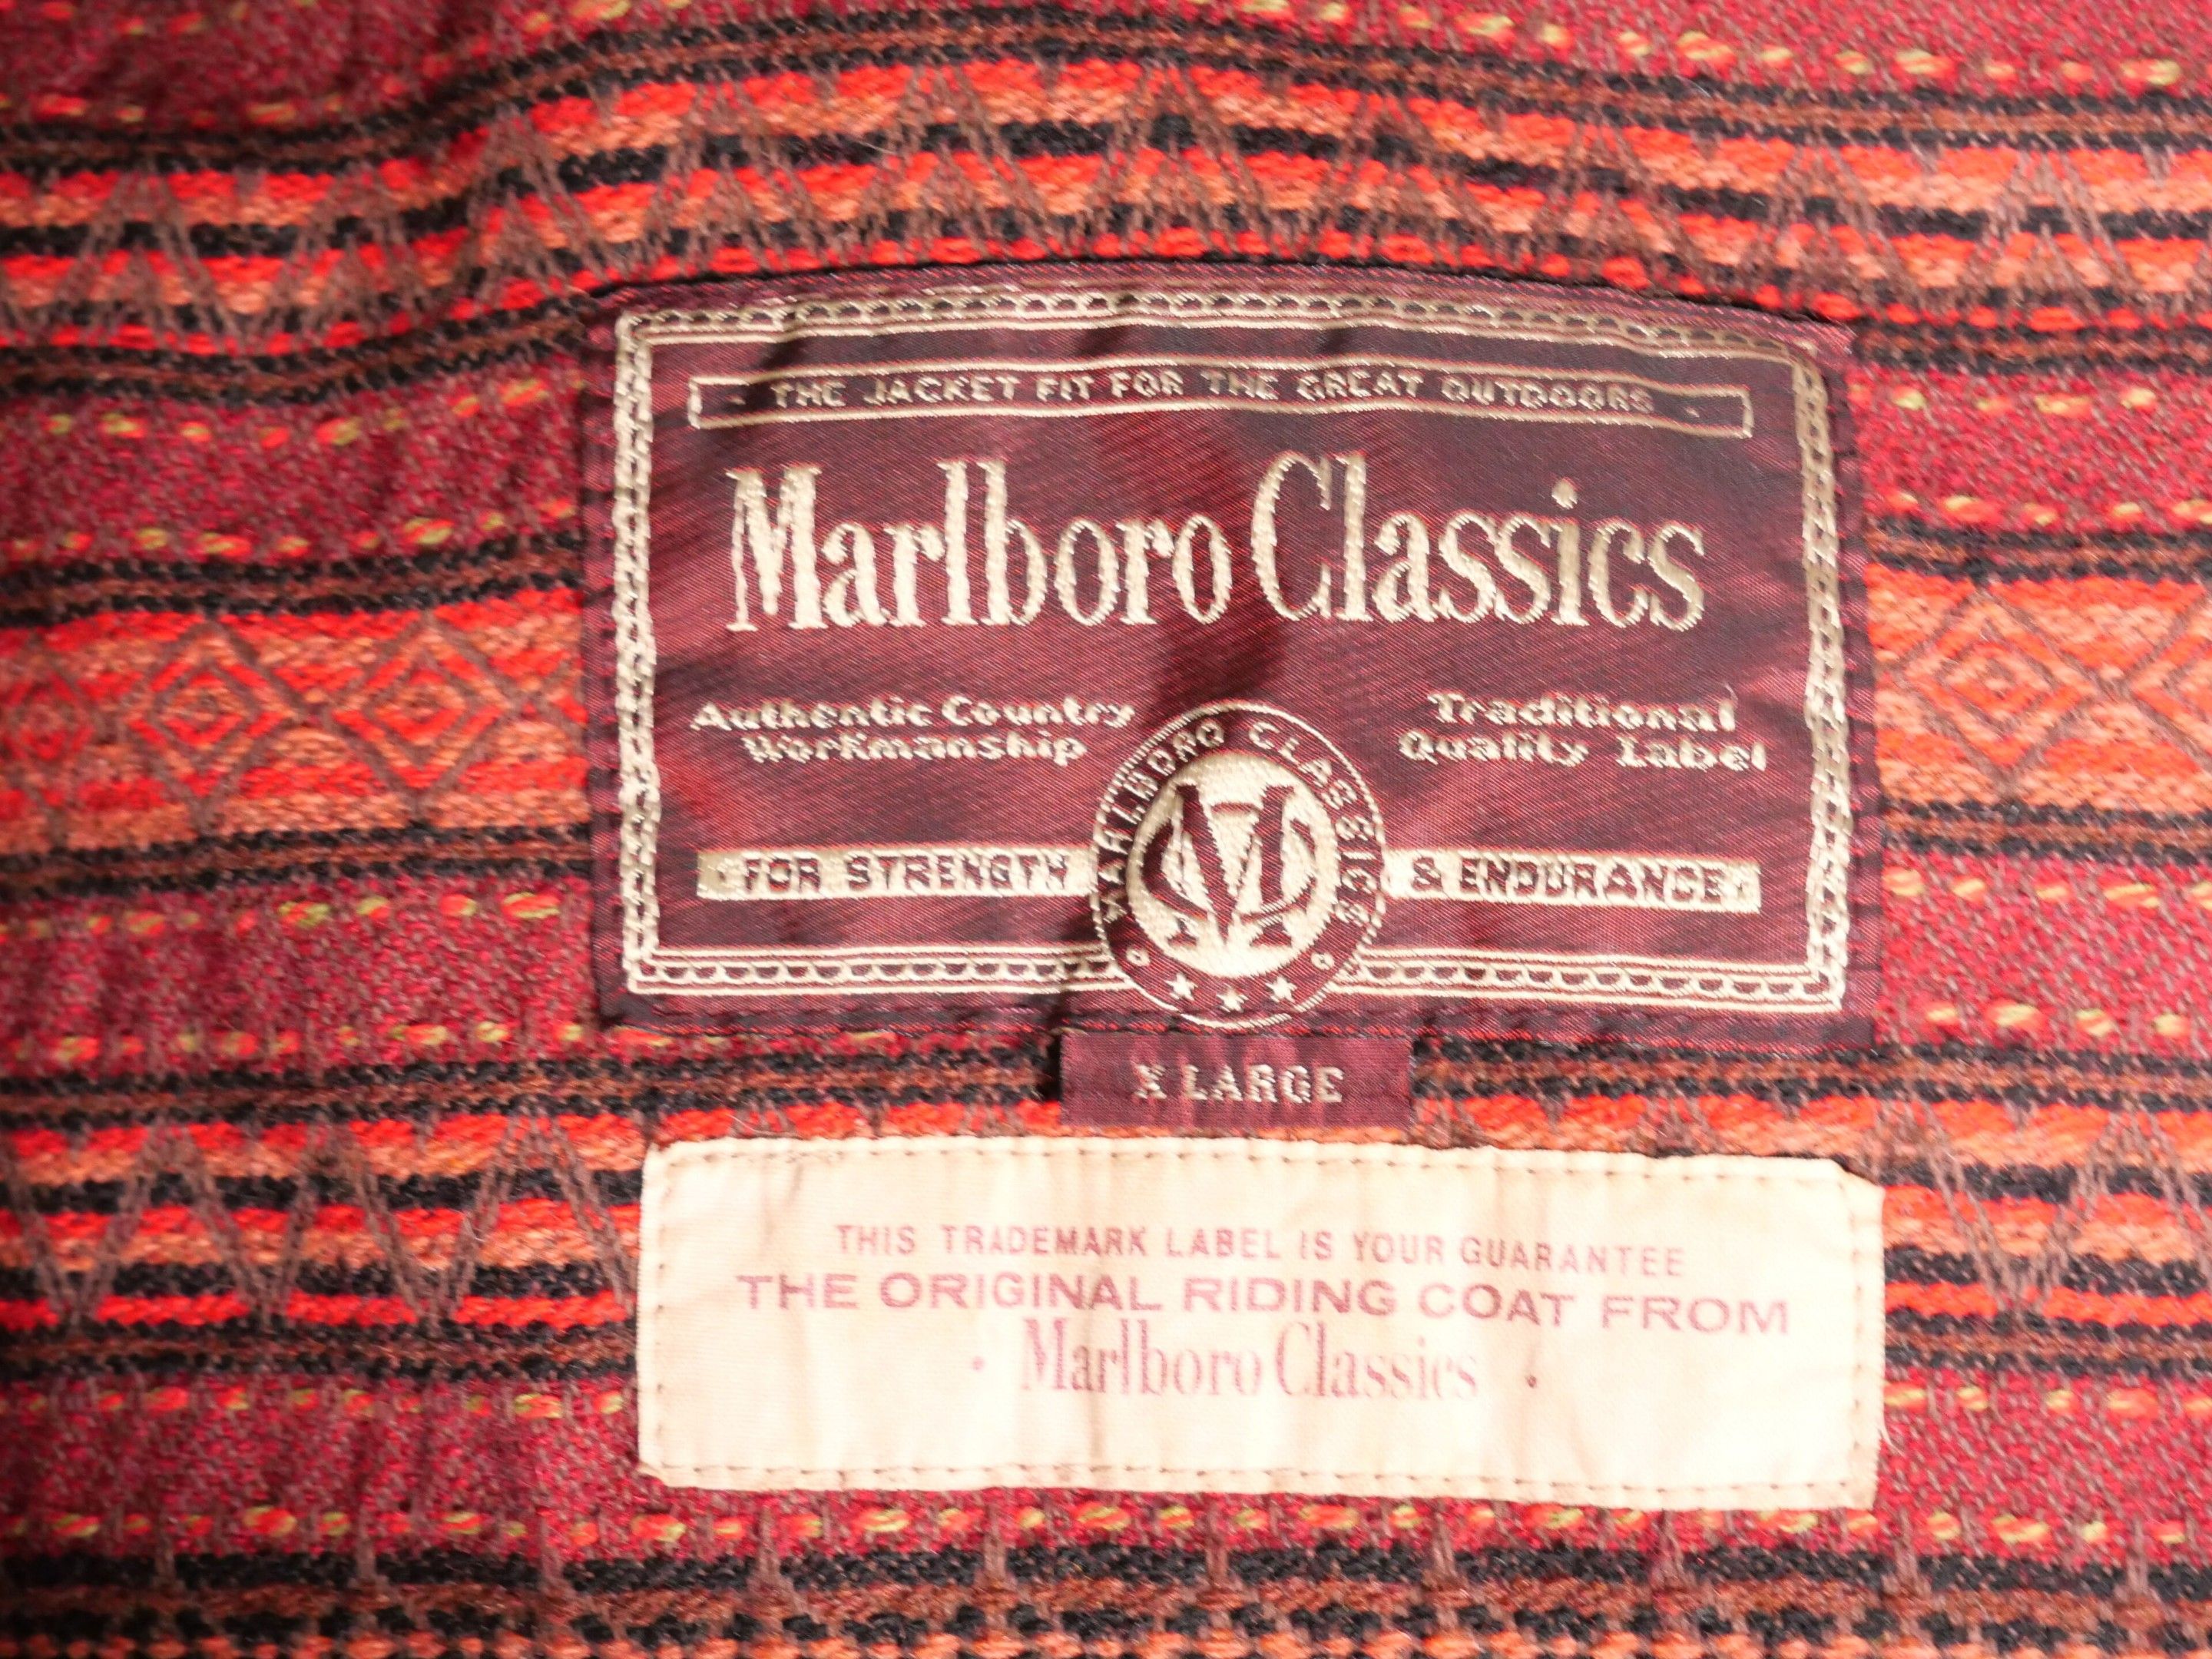 THE JACKET FIT FOR THE GREAT OUTDOORS
Marlboro Classics
Authentic Country
Workmanship
Traditional
Quality Label
MARLBORO CLASSICS
MC
FOR STRENGTH
& ENDURANCE
X LARGE
THIS TRADEMARK LABEL IS YOUR GUARANTEE
THE ORIGINAL RIDING COAT FROM
· Marlboro Classics ·